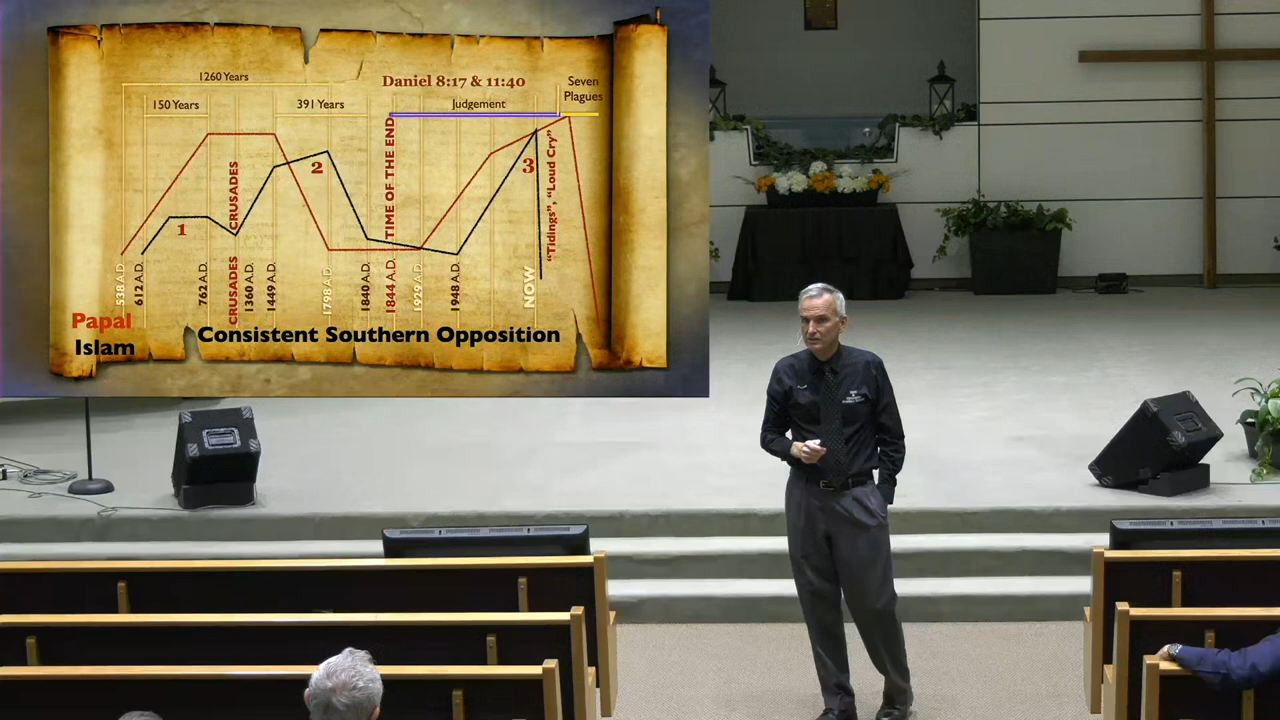 1260 Years
Daniel 8:17 & 11:40
Seven
Plagues
150 Years
391 Years
Judgement
1
2
3
CRUSADES
TIME OF THE END
"Tidings", "Loud Cry"
538 A.D.
612 A.D.
762 A.D.
CRUSADES
1360 A.D.
1449 A.D.
1798 A.D.
1840 A.D.
1844 A.D.
1929 A.D.
1948 A.D.
NOW
Papal
Islam
Consistent Southern Opposition